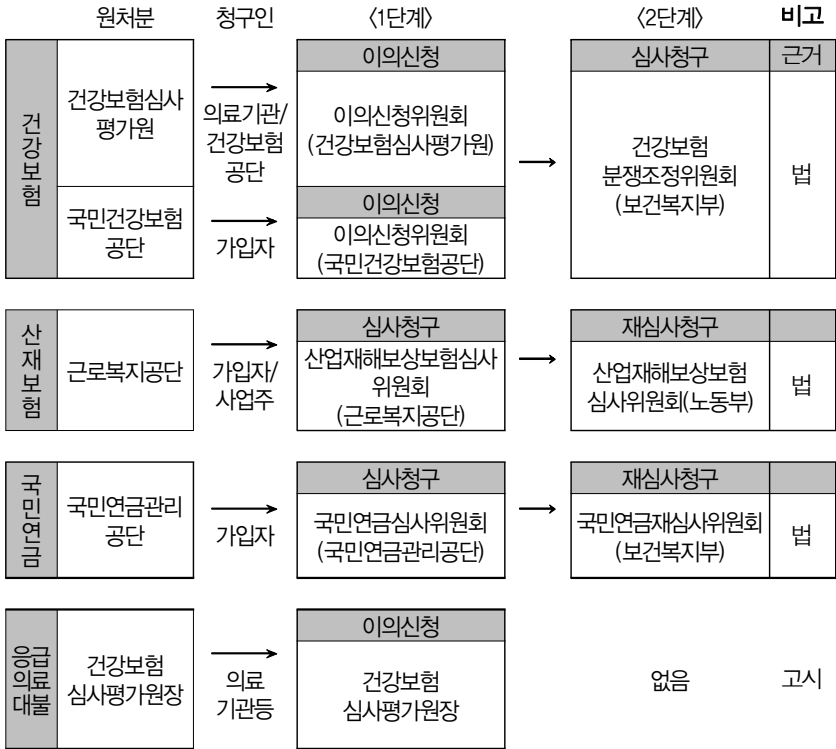 원처분 청구인 〈1단계〉 〈2단계〉 비고
건강보험
건강보험심사
평가원
의료기관/
건강보험
공단
이의신청
이의신청위원회
(건강보험심사평가원)
심사청구
건강보험
분쟁조정위원회
(보건복지부)
근거
법
국민건강보험
공단
가입자
이의신청
이의신청위원회
(국민건강보험공단)
산재보험
근로복지공단
가입자/
사업주
심사청구
산업재해보상보험심사
위원회
(근로복지공단)
재심사청구
산업재해보상보험
심사위원회(노동부)
법
국민연금
국민연금관리
공단
가입자
심사청구
국민연금심사위원회
(국민연금관리공단)
재심사청구
국민연금재심사위원회
(보건복지부)
법
응급
의료
대불
건강보험
심사평가원장
의료
기관등
이의신청
건강보험
심사평가원장
없음
고시